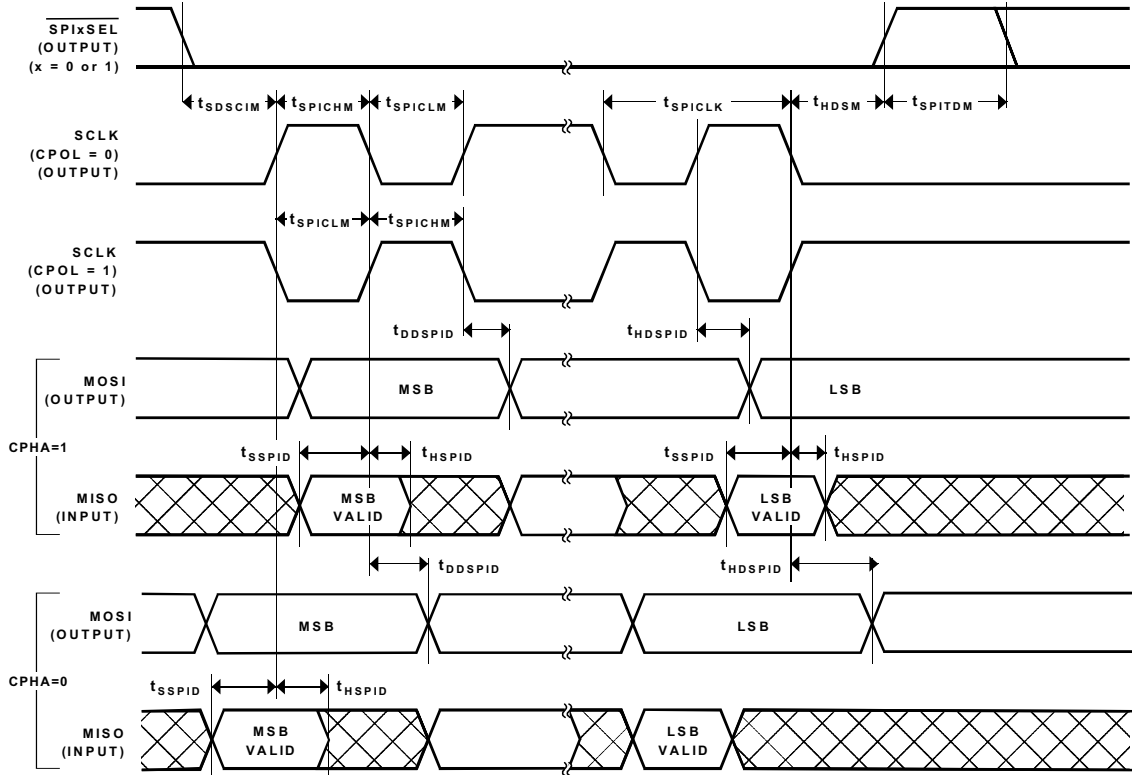 SPIxSEL
(OUTPUT)
(x = 0 or 1)
tSDSCIM
tSPICHM
tSPICLM
tSPICLK
tHDSM
tSPITDM
SCLK
(CPOL = 0)
(OUTPUT)
tSPICLM
tSPICHM
SCLK
(CPOL = 1)
(OUTPUT)
tDDSPID
tHDSPID
MOSI
(OUTPUT)
MSB
LSB
CPHA=1
tSSPID
tHSPID
tSSPID
tHSPID
MISO
(INPUT)
MSB
VALID
LSB
VALID
tDDSPID
tHDSPID
MOSI
(OUTPUT)
MSB
LSB
CPHA=0
tSSPID
tHSPID
MISO
(INPUT)
MSB
VALID
LSB
VALID